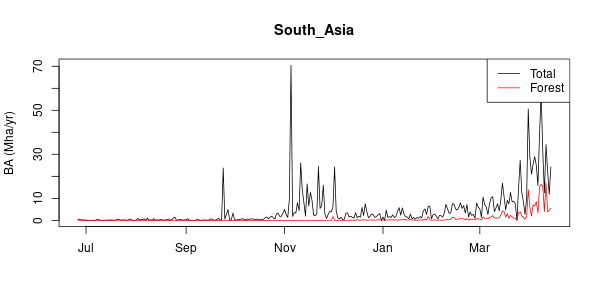 South_Asia
BA (Mha/yr)
70
50
30
10
0
Total
Forest
Jul Sep Nov Jan Mar